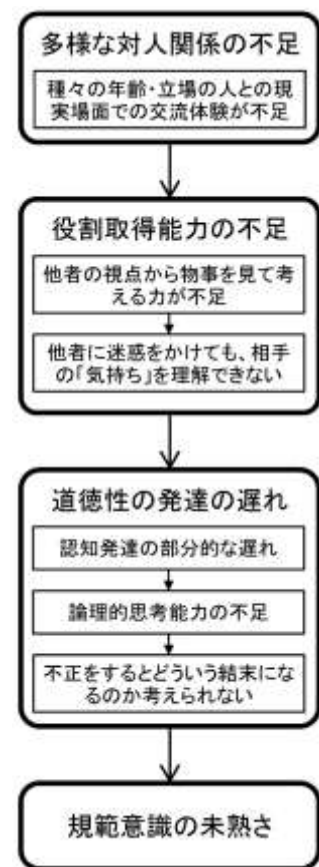 多様な対人関係の不足
種々の年齢・立場の人との現
実場面での交流体験が不足
役割取得能力の不足
他者の視点から物事を見て考
える力が不足
他者に迷惑をかけても、相手
の｢気持ち｣を理解できない
道徳性の発達の遅れ
認知発達の部分的な遅れ
論理的思考能力の不足
不正をするとどういう結末にな
るのか考えられない
規範意識の未熟さ